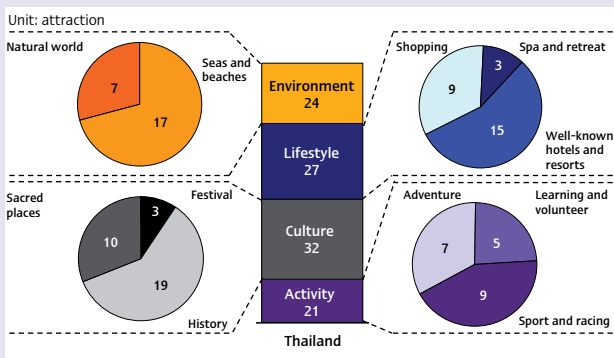 Unit: attraction
Natural world
7
Seas and
beaches
17
Environment
24
Shopping
Spa and retreat
3
9
15
Well-known
hotels and
resorts
Lifestyle
27
Sacred
places
Festival
3
10
19
History
Culture
32
Adventure
Learning and
volunteer
7
5
9
Sport and racing
Activity
21
Thailand